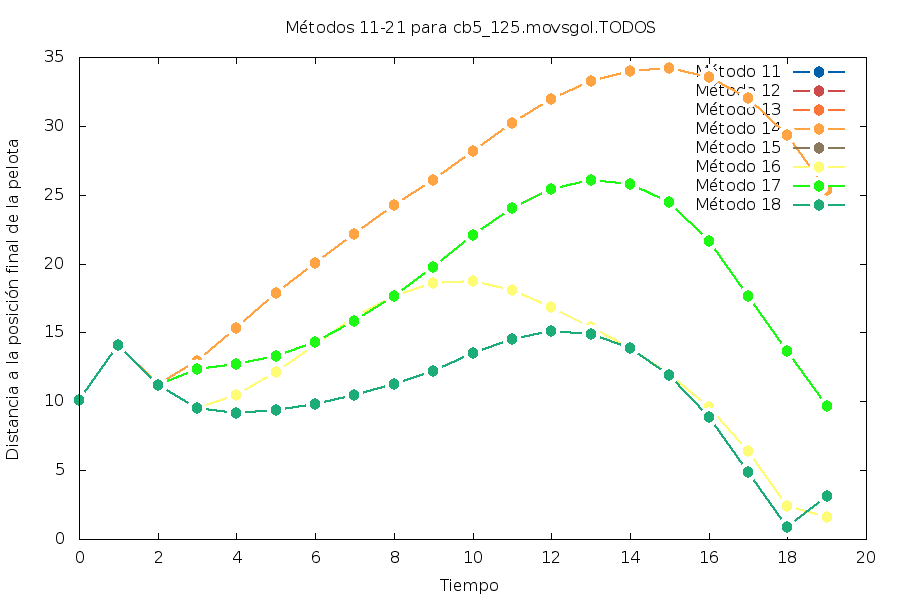 Métodos 11-21 para cb5_125.movsgol.TODOS
Distancia a la posición final de la pelota
35
30
25
20
15
10
5
0
Método 11
Método 12
Método 13
Método 14
Método 15
Método 16
Método 17
Método 18
0 2 4 6 8 10 12 14 16 18 20
Tiempo